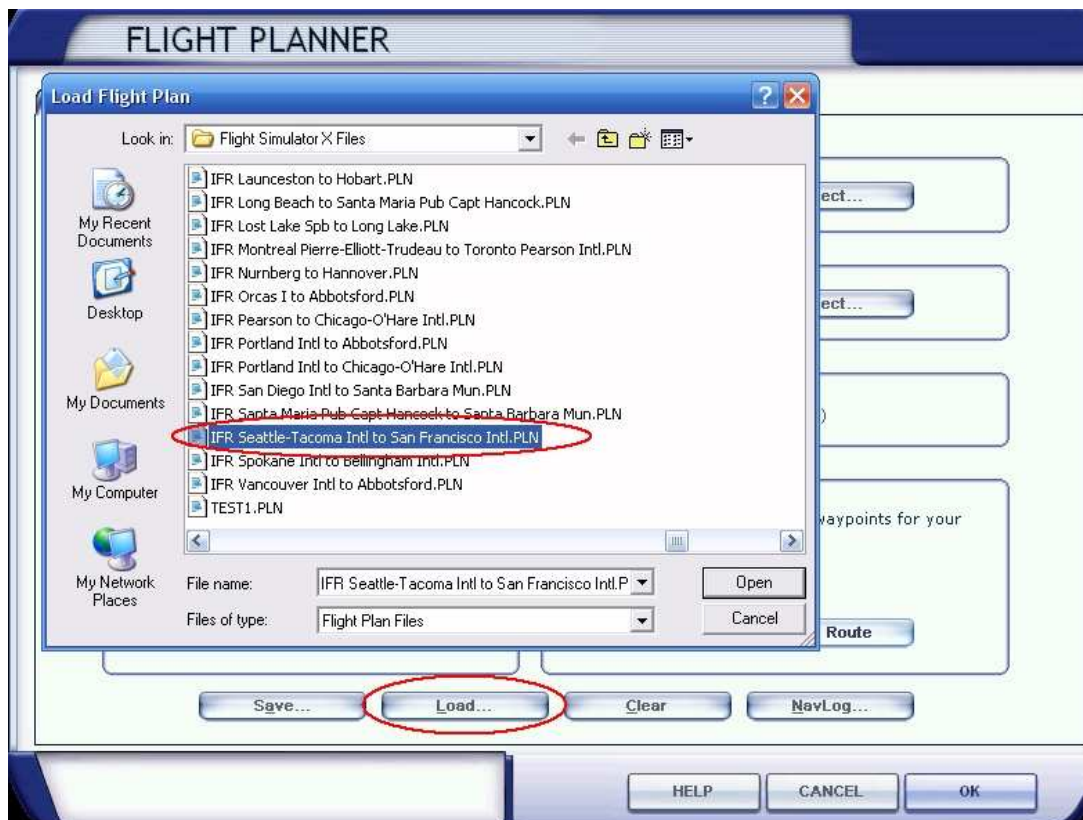 FLIGHT PLANNER
Load Flight Plan
Look in:
Flight Simulator X Files
My Recent
Documents
Desktop
My Documents
My Computer
My Network
Places
IFR Launceston to Hobart.PLN
IFR Long Beach to Santa Maria Pub Capt Hancock.PLN
IFR Lost Lake Spb to Long Lake.PLN
IFR Montreal Pierre-Elliott-Trudeau to Toronto Pearson Intl.PLN
IFR Nurnberg to Hannover.PLN
IFR Orcas I to Abbotsford.PLN
IFR Pearson to Chicago-O'Hare Intl.PLN
IFR Portland Intl to Abbotsford.PLN
IFR Portland Intl to Chicago-O'Hare Intl.PLN
IFR San Diego Intl to Santa Barbara Mun.PLN
IFR Santa Maria Pub Capt Hancock to Santa Barbara Mun.PLN
IFR Seattle-Tacoma Intl to San Francisco Intl.PLN
IFR Spokane Intl to Bellingham Intl.PLN
IFR Vancouver Intl to Abbotsford.PLN
TEST1.PLN
File name:
IFR Seattle-Tacoma Intl to San Francisco Intl.P
Open
Files of type:
Flight Plan Files
Cancel
ect...
ect...
)
waypoints for your
Route
Save...
Load...
Clear
NavLog...
HELP
CANCEL
OK